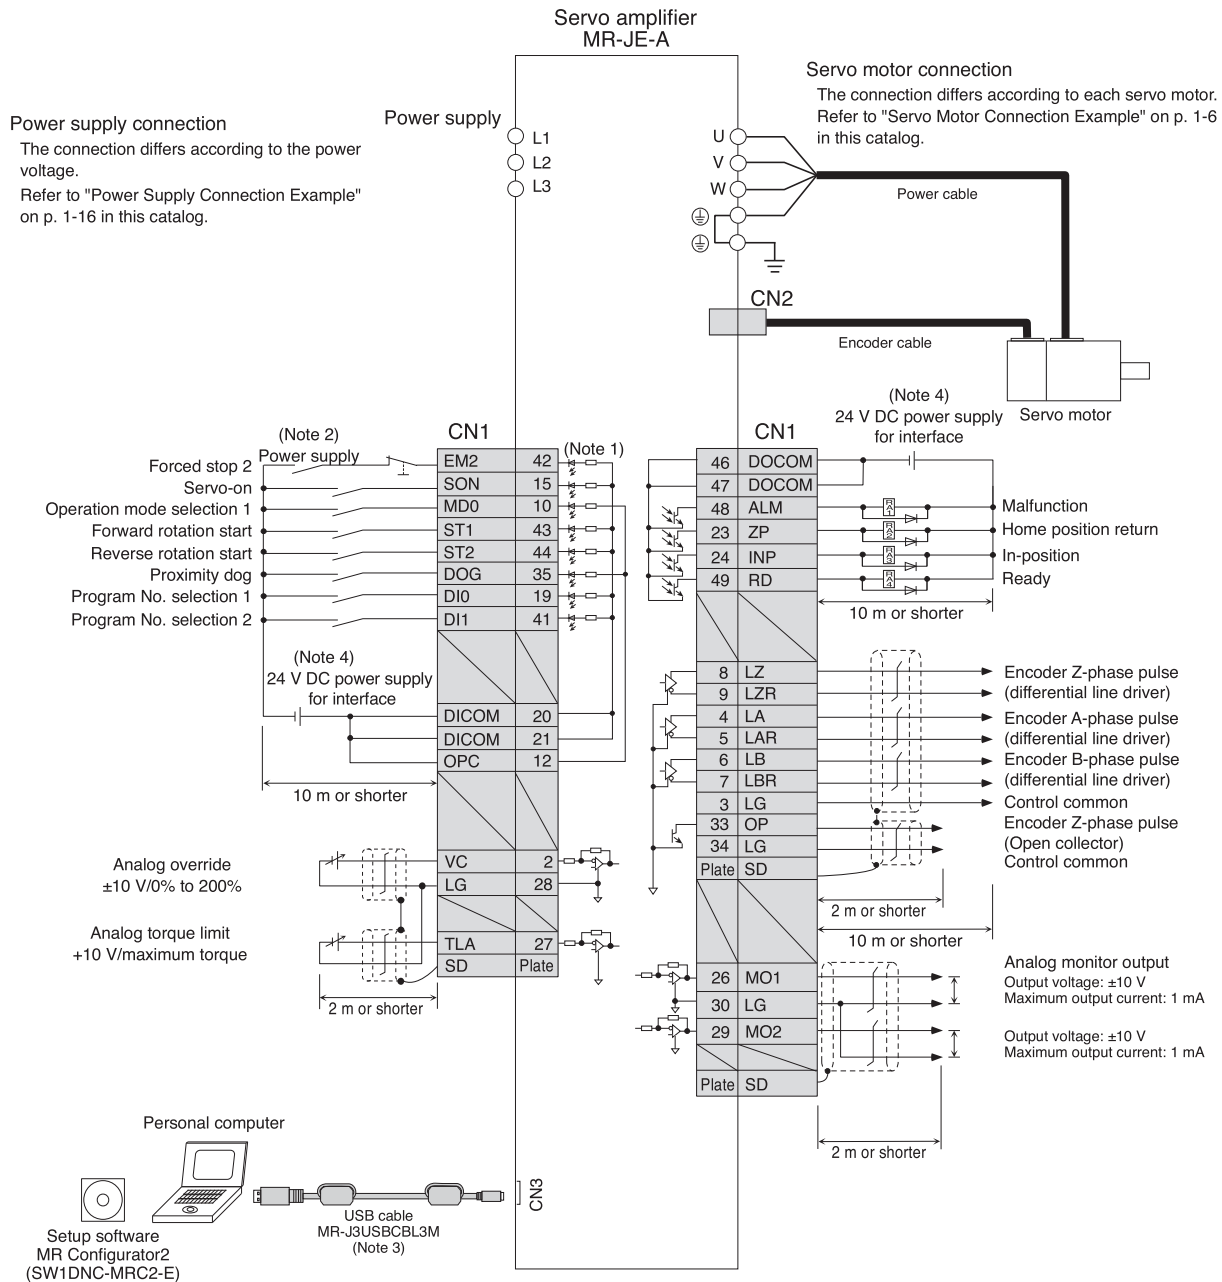 Servo amplifier
MR-JE-A
Power supply connection
The connection differs according to the power
voltage.
Refer to "Power Supply Connection Example"
on p. 1-16 in this catalog.
Power supply
L1
L2
L3
U
V
W
Servo motor connection
The connection differs according to each servo motor.
Refer to "Servo Motor Connection Example" on p. 1-6
in this catalog.
Power cable
CN2
Encoder cable
Servo motor
(Note 2)
Power supply
CN1
(Note 1)
Forced stop 2
EM2 42
Servo-on
SON 15
Operation mode selection 1
MD0 10
Forward rotation start
ST1 43
Reverse rotation start
ST2 44
Proximity dog
DOG 35
Program No. selection 1
DI0 19
Program No. selection 2
DI1 41
(Note 4)
24 V DC power supply
for interface
DICOM 20
DICOM 21
OPC 12
10 m or shorter
Analog override
±10 V/0% to 200%
VC 2
LG 28
Analog torque limit
+10 V/maximum torque
TLA 27
SD Plate
2 m or shorter
(Note 4)
24 V DC power supply
for interface
CN1
46 DOCOM
47 DOCOM
48 ALM
RA1
Malfunction
23 ZP
RA2
Home position return
24 INP
RA3
In-position
49 RD
RA4
Ready
10 m or shorter
8 LZ
Encoder Z-phase pulse
9 LZR
(differential line driver)
4 LA
Encoder A-phase pulse
5 LAR
(differential line driver)
6 LB
Encoder B-phase pulse
7 LBR
(differential line driver)
3 LG
Control common
33 OP
Encoder Z-phase pulse
(Open collector)
34 LG
Control common
Plate SD
2 m or shorter
10 m or shorter
Analog monitor output
26 MO1
Output voltage: ±10 V
Maximum output current: 1 mA
30 LG
29 MO2
Output voltage: ±10 V
Maximum output current: 1 mA
Plate SD
2 m or shorter
Personal computer
CN3
USB cable
MR-J3USBCBL3M
(Note 3)
Setup software
MR Configurator2
(SW1DNC-MRC2-E)